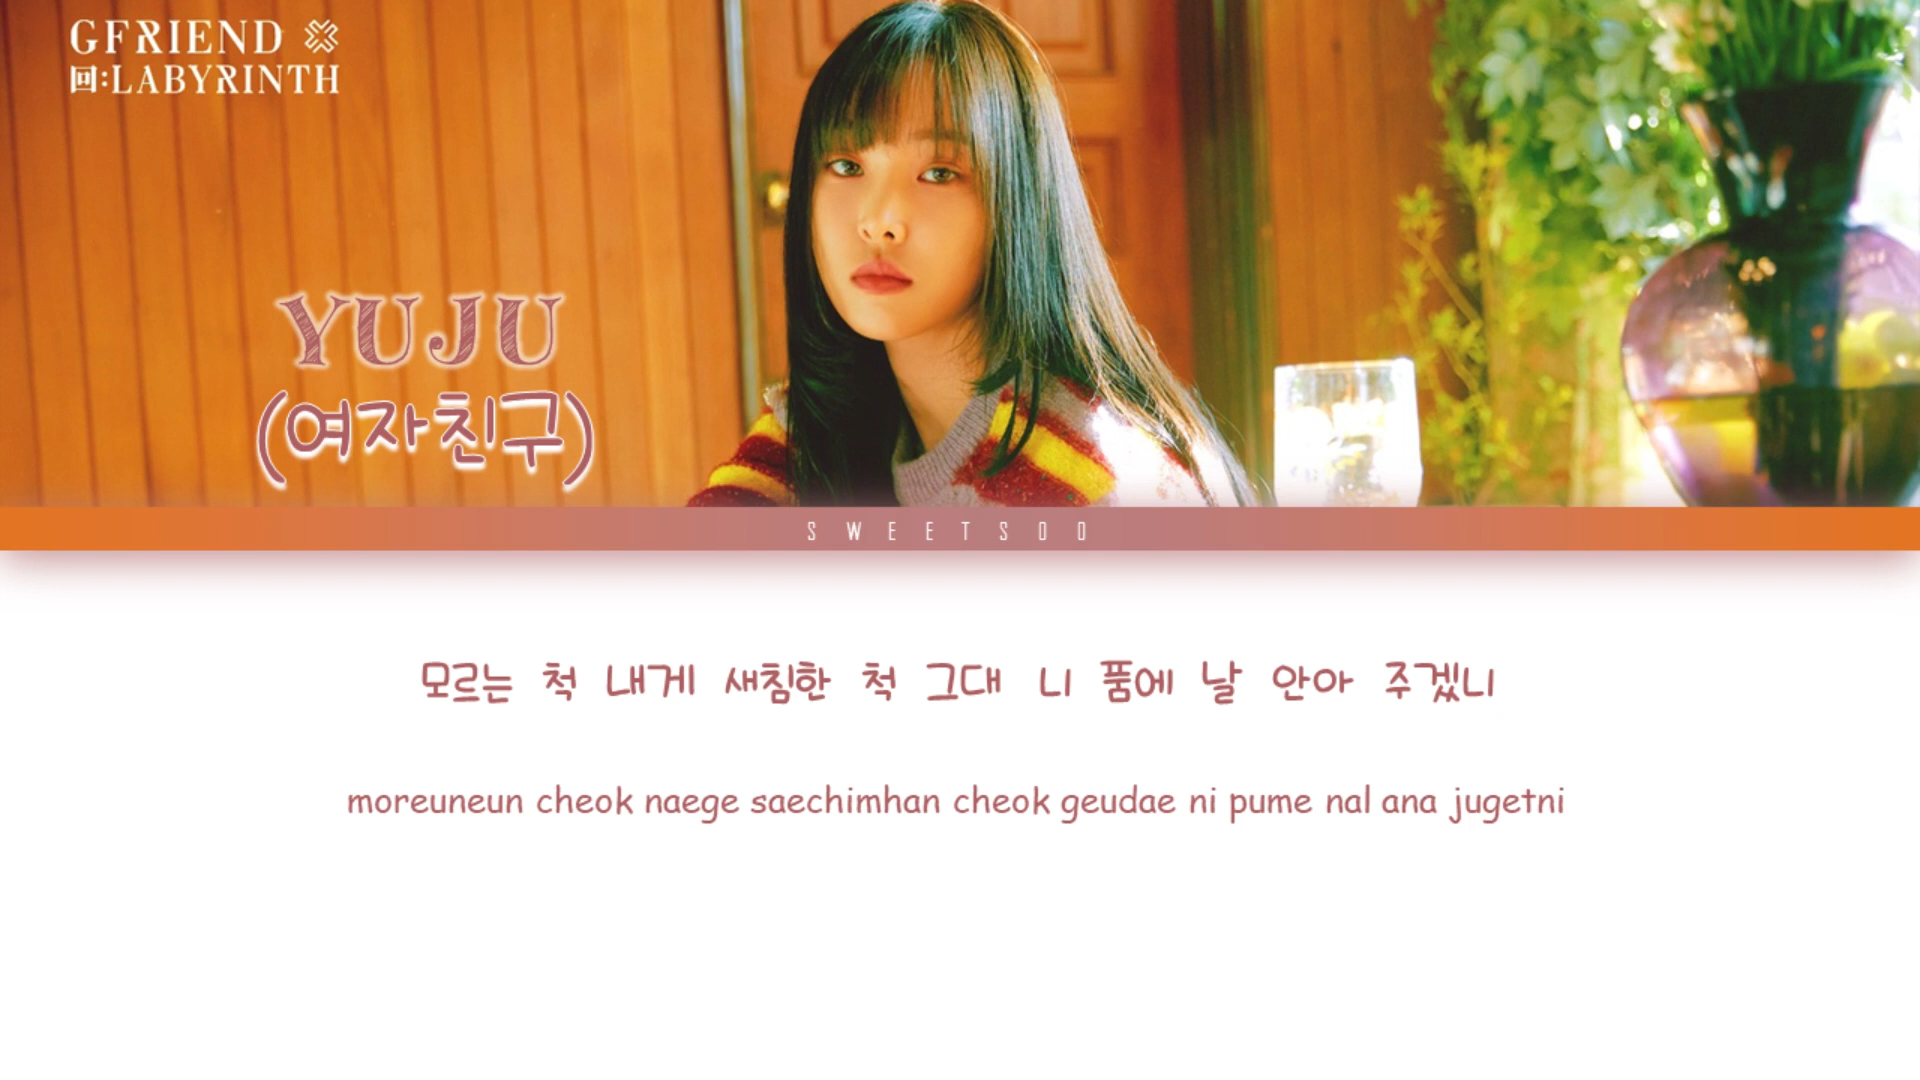 GFRIEND
回:LABYRINTH
YUJU
(여자친구)
SWEETSOO
모르는 척 내게 새침한 척 그대 니 품에 날 안아 주겠니
moreuneun cheok naege saechimhan cheok geudae ni pume nal ana jugetni